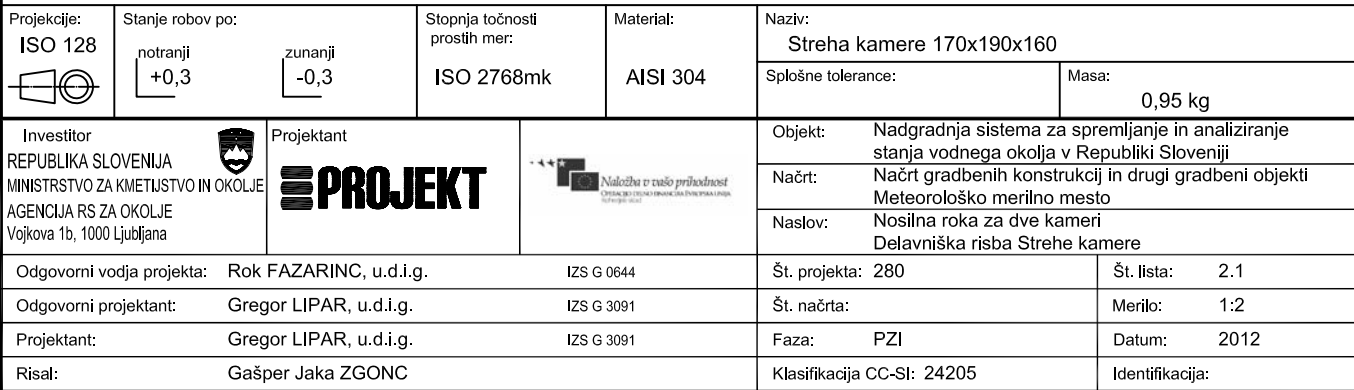 Projekcije:
ISO 128
Stanje robov po:
notranji
+0,3
zunanji
-0,3
Stopnja točnosti
prostih mer:
ISO 2768mk
Material:
AISI 304
Naziv:
Streha kamere 170x190x160
Splošne tolerance:
Masa:
0,95 kg
Investitor
REPUBLIKA SLOVENIJA
MINISTRSTVO ZA KMETIJSTVO IN OKOLJE
AGENCIJA RS ZA OKOLJE
Vojkova 1b, 1000 Ljubljana
Projektant
PROJEKT
Naložba v vašo prihodnost
Objekt:
Nadgradnja sistema za spremljanje in analiziranje
stanja vodnega okolja v Republiki Sloveniji
Načrt:
Načrt gradbenih konstrukcij in drugi gradbeni objekti
Meteorološko merilno mesto
Naslov:
Nosilna roka za dve kameri
Delavniška risba Strehe kamere
Odgovorni vodja projekta: Rok FAZARINC, u.d.i.g. IZS G 0644
Št. projekta: 280
Št. lista: 2.1
Odgovorni projektant: Gregor LIPAR, u.d.i.g. IZS G 3091
Št. načrta:
Merilo: 1:2
Projektant: Gregor LIPAR, u.d.i.g. IZS G 3091
Faza: PZI
Datum: 2012
Risal: Gašper Jaka ZGONC
Klasifikacija CC-SI: 24205
Identifikacija: